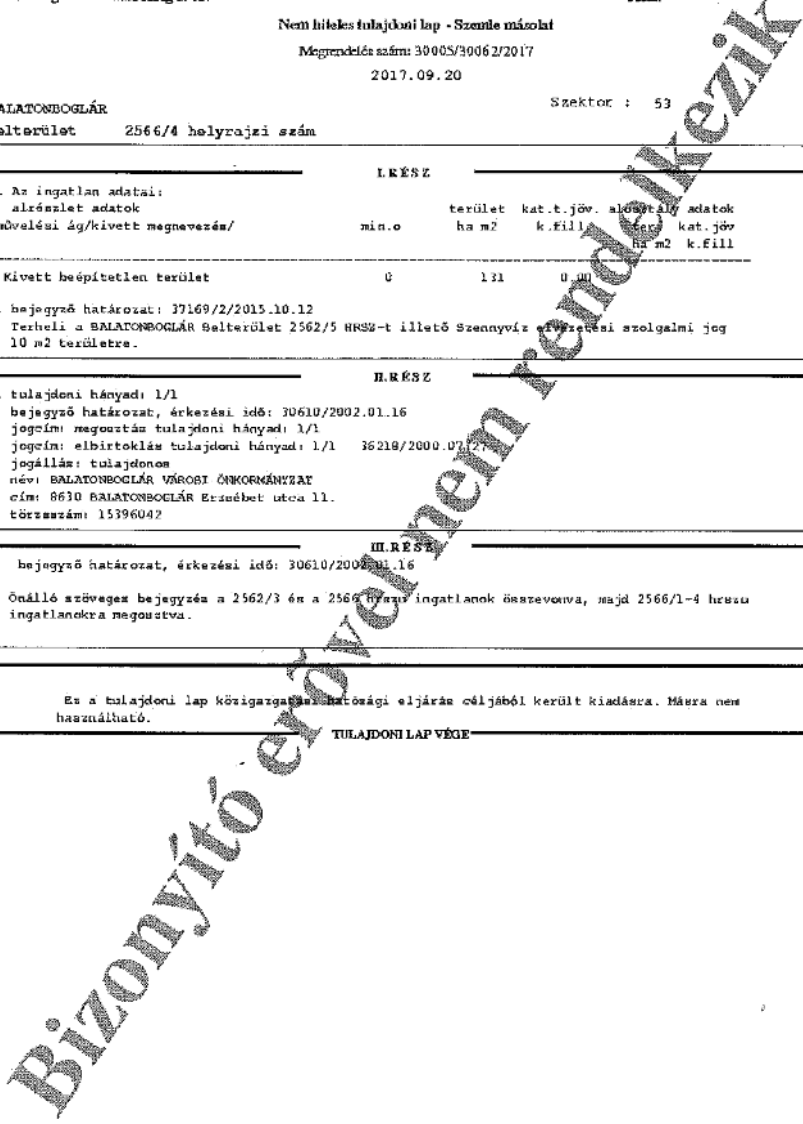 Nem hiteles tulajdoni lap - Szemle másolat
Megrendelés szám: 30005/30062/2017
2017.09.20
Szektor : 53
ALATONBOGLÁR
elterület 2566/4 helyrajzi szám
I.RÉSZ
. Az ingatlan adatai:
alrészlet adatok terület kat.t.jöv. alosztály adatok
művelési ág/kivett megnevezés/ min.o ha m2 k.fill. ter. kat.jöv
ha m2 k.fill
Kivett beépítetlen terület 0 131 0.00
. bejegyző határozat: 37169/2/2015.10.12
Terheli a BALATONBOGLÁR Belterület 2562/5 HRSZ-t illető Szennyvíz elvezetési szolgalmi jog
10 m2 területre.
II.RÉSZ
. tulajdoni hányad: 1/1
bejegyző határozat, érkezési idő: 30610/2002.01.16
jogcím: megosztás tulajdoni hányad: 1/1
jogcím: elbirtoklás tulajdoni hányad: 1/1 36218/2000.07.27
jogállás: tulajdonos
név: BALATONBOGLÁR VÁROSI ÖNKORMÁNYZAT
cím: 8630 BALATONBOGLÁR Erzsébet utca 11.
törzsszám: 15396042
III.RÉSZ
bejegyző határozat, érkezési idő: 30610/2002.01.16
Önálló szöveges bejegyzés a 2562/3 és a 2566 hrszú ingatlanok összevonva, majd 2566/1-4 hrszu
ingatlanokra megosztva.
Ez a tulajdoni lap közigazgatási hatósági eljárás céljából került kiadásra. Másra nem
használható.
TULAJDONI LAP VÉGE
Bizonyító erővel nem rendelkezik